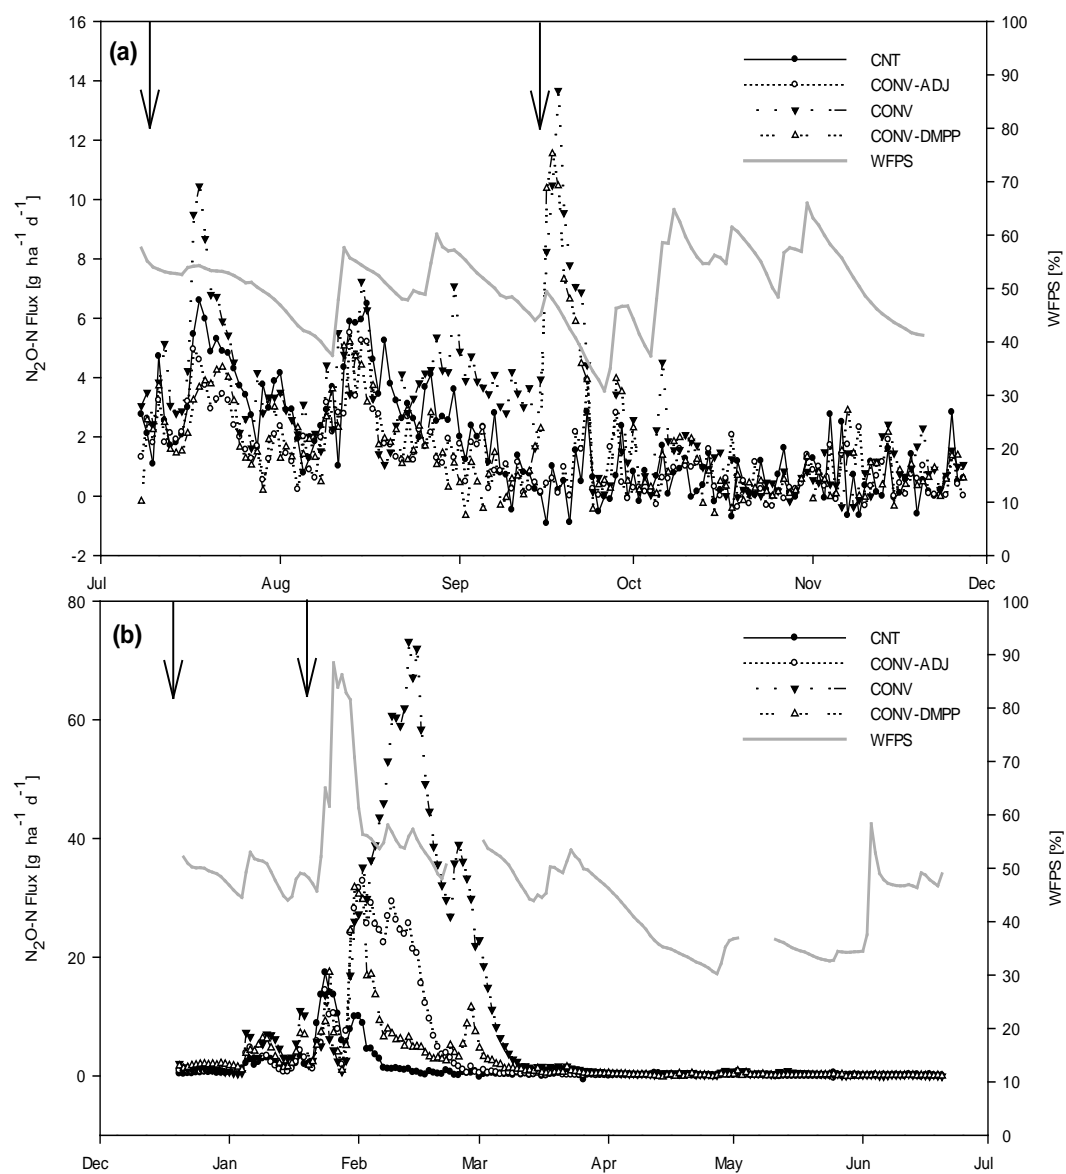 16
14
12
10
8
6
4
2
0
-2
N2O-N Flux [g ha-1 d-1]
(a)
CNT
CONV-ADJ
CONV
CONV-DMPP
WFPS
100
90
80
70
60
50
40
30
20
10
0
WFPS [%]
Jul Aug Sep Oct Nov Dec
80
60
40
20
0
N2O-N Flux [g ha-1 d-1]
(b)
CNT
CONV-ADJ
CONV
CONV-DMPP
WFPS
100
90
80
70
60
50
40
30
20
10
0
WFPS [%]
Dec Jan Feb Mar Apr May Jun Jul